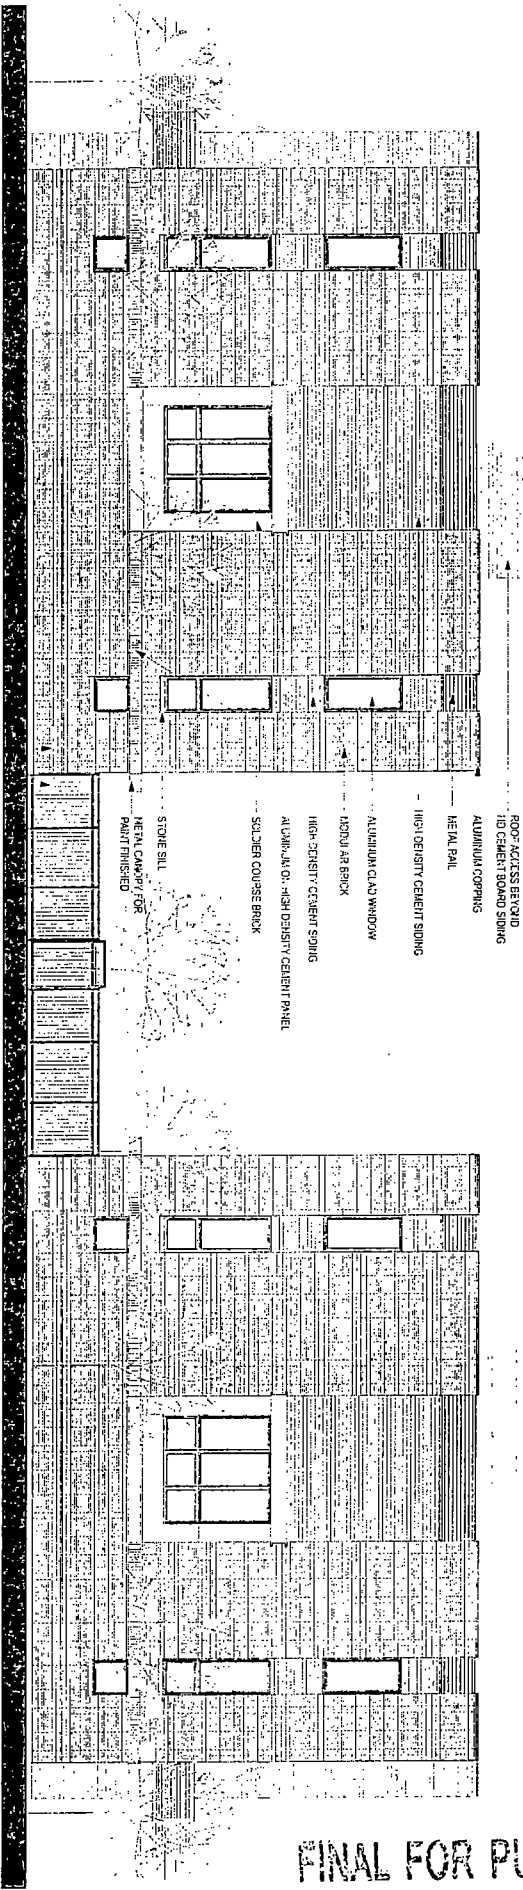 ROOF ACCESS BEYOND
HD CEMENT BOARD SIDING
ALUMINUM COPPING
METAL RAIL
HIGH DENSITY CEMENT SIDING
ALUMINUM CLAD WINDOW
MODULAR BRICK
HIGH DENSITY CEMENT SIDING
ALUMINUM OR HIGH DENSITY CEMENT PANEL
SOLDIER COURSE BRICK
STONE SILL
METAL CANOPY FOR
PAINT FINISHED
FINAL FOR PU